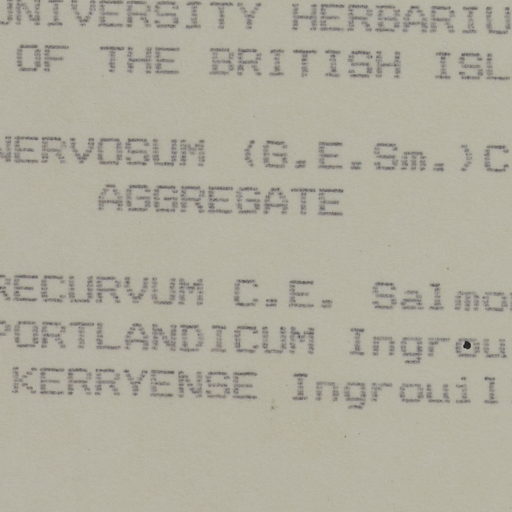 UNIVERSITY HERBARIU
OF THE BRITISH ISL
NERVOSUM (G.E.Sm.)C
AGGREGATE
RECURVUM C.E. Salmo
PORTLANDICUM Ingrou
KERRYENSE Ingrouil